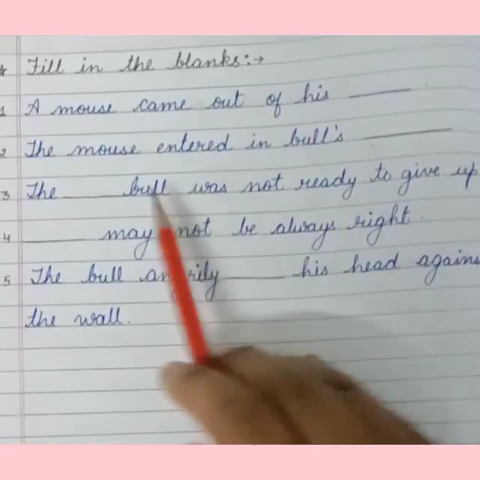 Fill in the blanks:→
1 A mouse came out of his ____
2 The mouse entered in bull's ____
3 The ____ bull was not ready to give up
4 ____ may not be always right.
5 The bull angrily ____ his head agains
the wall.